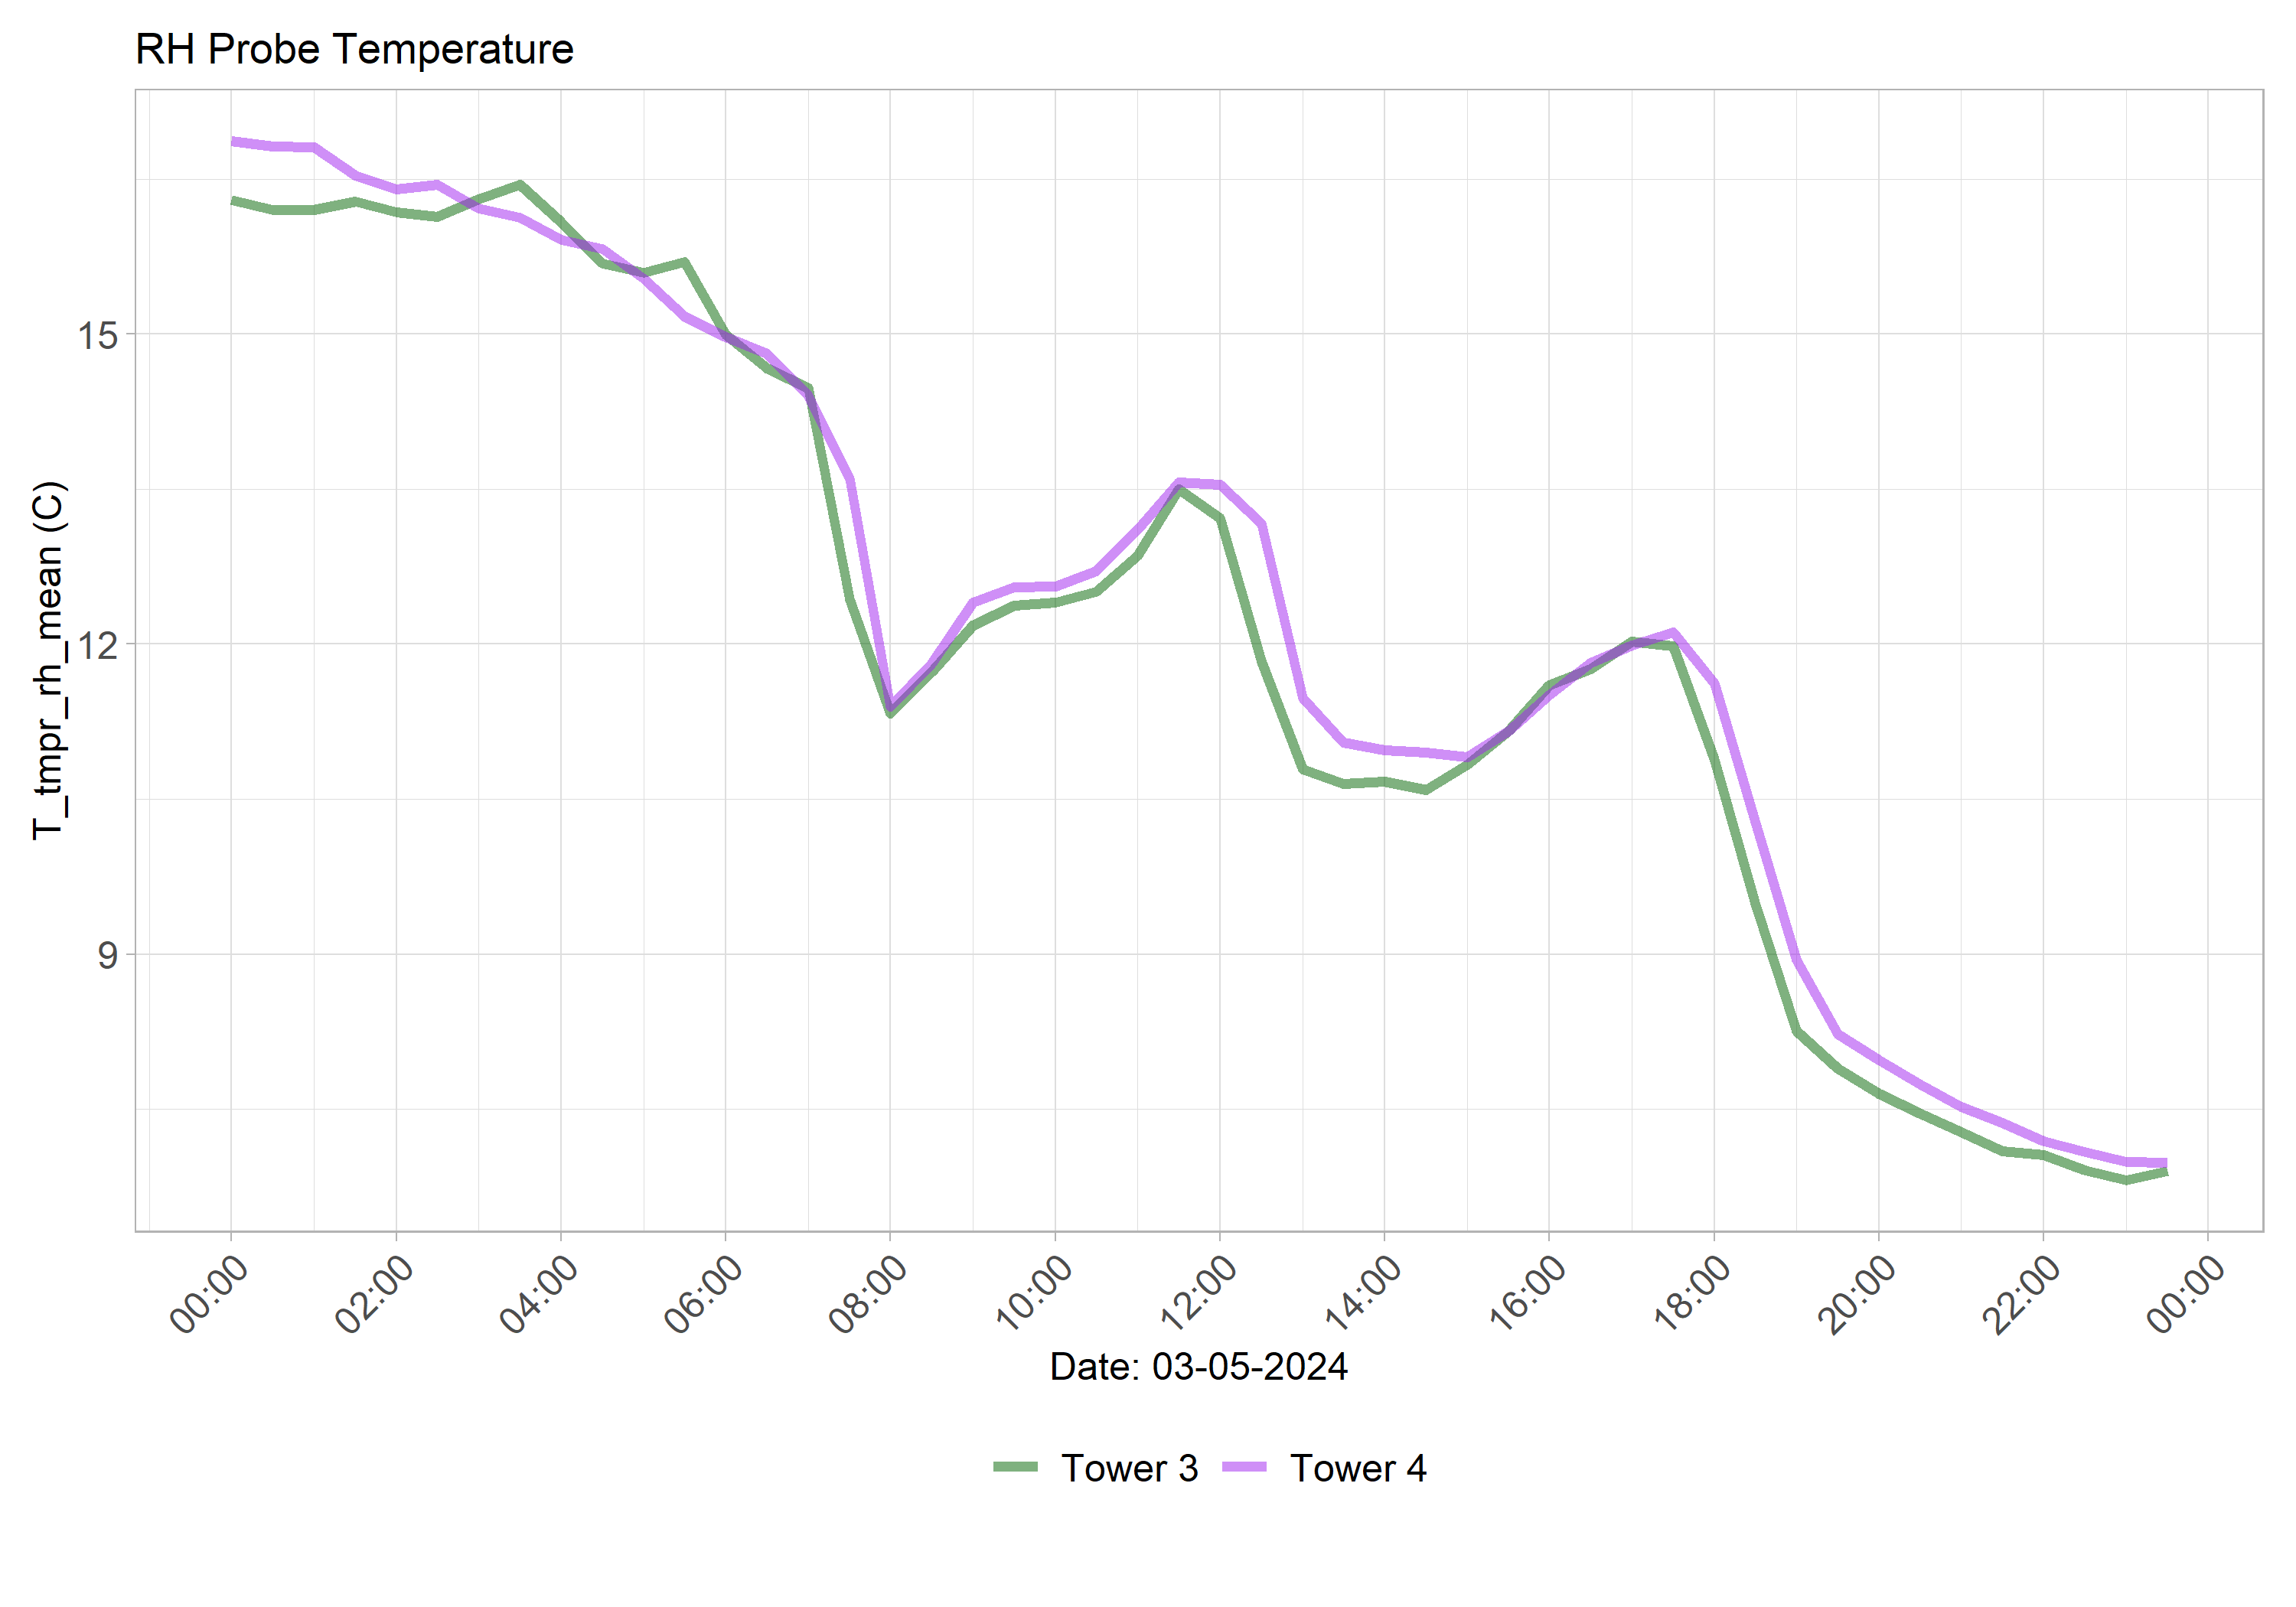 RH Probe Temperature
T_tmpr_rh_mean (C)
15
12
9
00:00 02:00 04:00 06:00 08:00 10:00 12:00 14:00 16:00 18:00 20:00 22:00 00:00
Date: 03-05-2024
Tower 3 Tower 4